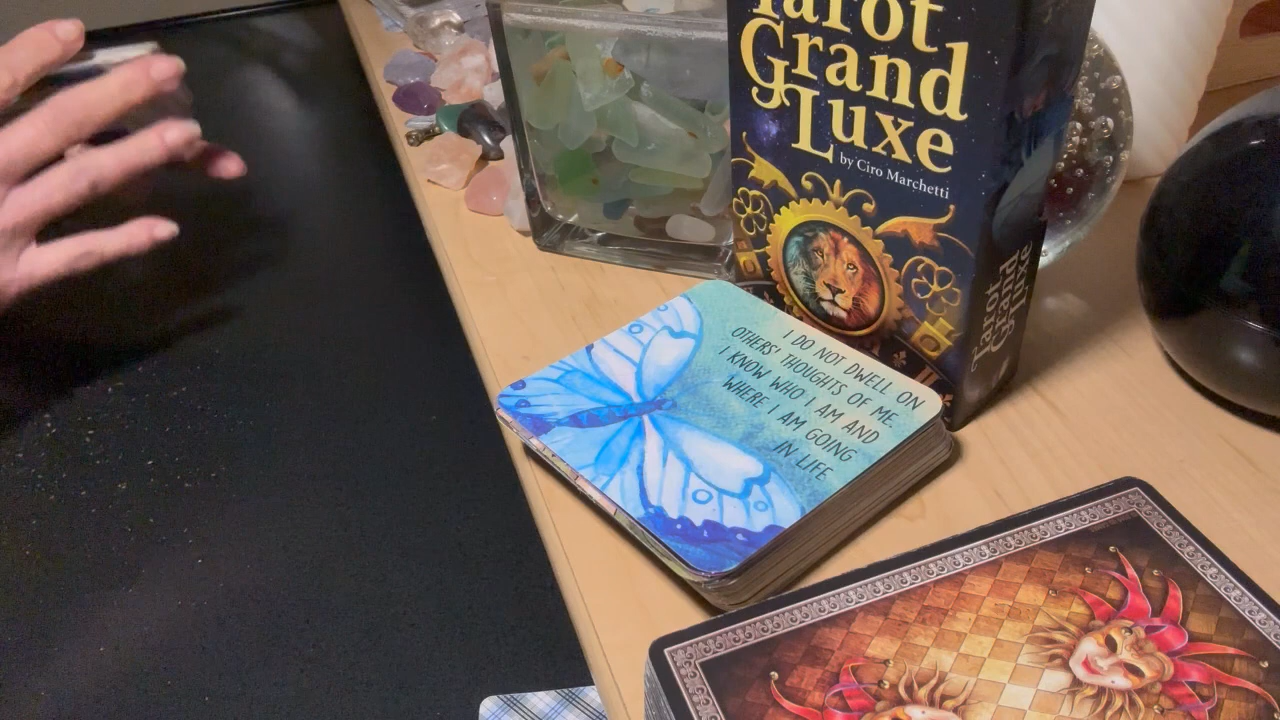 Tarot
Grand
Luxe
by Ciro Marchetti
Tarot
Grand
Luxe
I DO NOT DWELL ON
OTHERS' THOUGHTS OF ME.
I KNOW WHO I AM AND
WHERE I AM GOING
IN LIFE